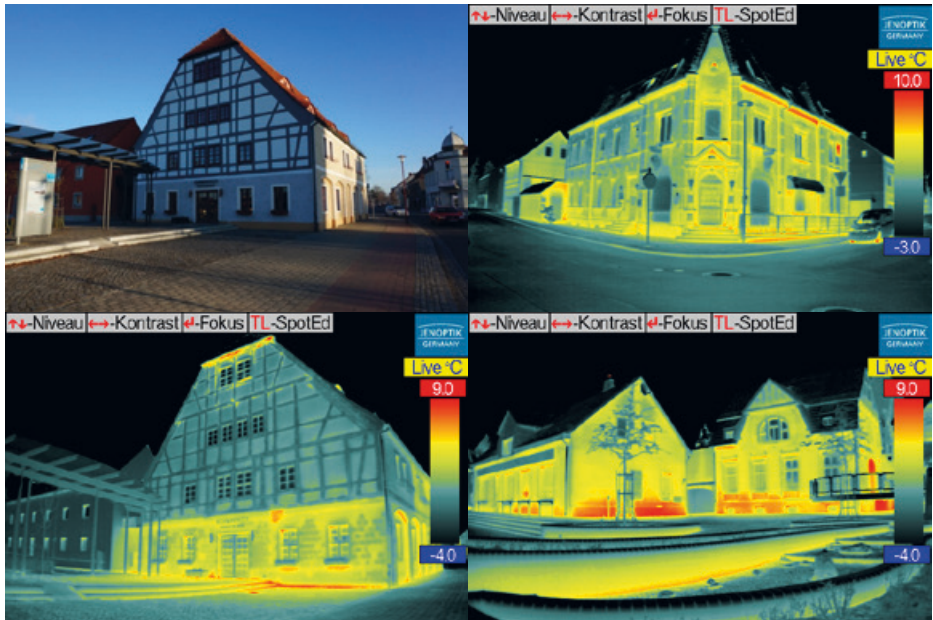 ↑↓-Niveau ↔-Kontrast ↲-Fokus TL-SpotEd
JENOPTIK
GERMANY
Live °C
10.0
-3.0
↑↓-Niveau ↔-Kontrast ↲-Fokus TL-SpotEd
JENOPTIK
GERMANY
Live °C
9.0
-4.0
↑↓-Niveau ↔-Kontrast ↲-Fokus TL-SpotEd
JENOPTIK
GERMANY
Live °C
9.0
-4.0